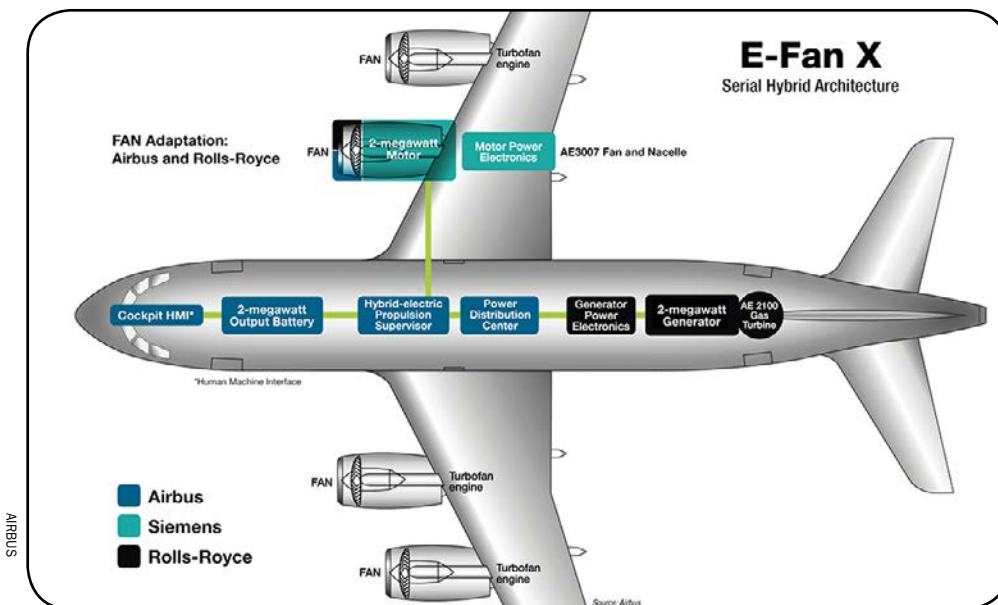 E-Fan X
Serial Hybrid Architecture
FAN
Turbofan
engine
FAN Adaptation:
Airbus and Rolls-Royce
FAN
2-megawatt
Motor
Motor Power
Electronics
AE3007 Fan and Nacelle
Cockpit HMI*
2-megawatt
Output Battery
Hybrid-electric
Propulsion
Supervisor
Power
Distribution
Center
Generator
Power
Electronics
2-megawatt
Generator
AE 2100
Gas
Turbine
*Human Machine Interface
FAN
Turbofan
engine
Airbus
Siemens
Rolls-Royce
FAN
Turbofan
engine
Source: Airbus
AIRBUS